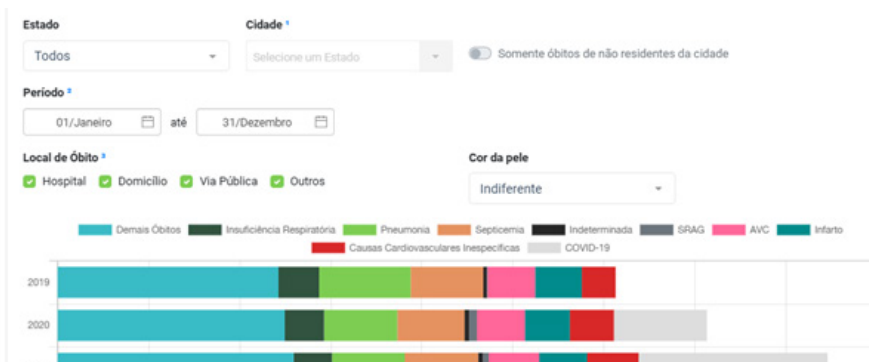 Estado Cidade ¹
Todos Selecione um Estado Somente óbitos de não residentes da cidade
Período ²
01/Janeiro até 31/Dezembro
Local de Óbito ³ Cor da pele
Hospital Domicílio Via Pública Outros Indiferente
Demais Óbitos Insuficiência Respiratória Pneumonia Septicemia Indeterminada SRAG AVC Infarto
Causas Cardiovasculares Inespecíficas COVID-19
2019
2020